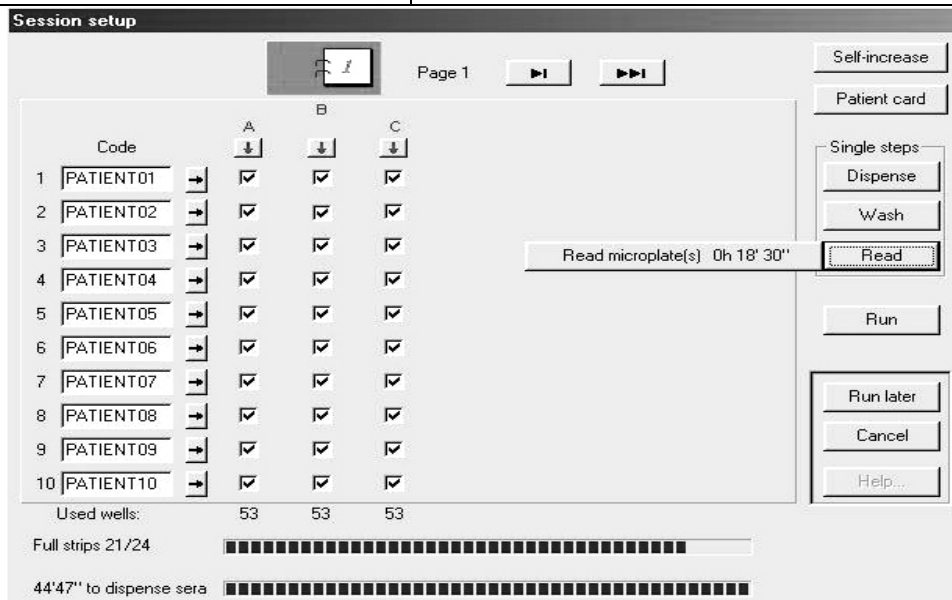 Session setup
1 Page 1 Self-increase
Patient card
B
A C
Code Single steps
1 PATIENT01 Dispense
2 PATIENT02 Wash
3 PATIENT03 Read microplate(s) 0h 18' 30'' Read
4 PATIENT04
5 PATIENT05 Run
6 PATIENT06
7 PATIENT07
8 PATIENT08 Run later
9 PATIENT09 Cancel
10 PATIENT10 Help...
Used wells: 53 53 53
Full strips 21/24
44'47'' to dispense sera